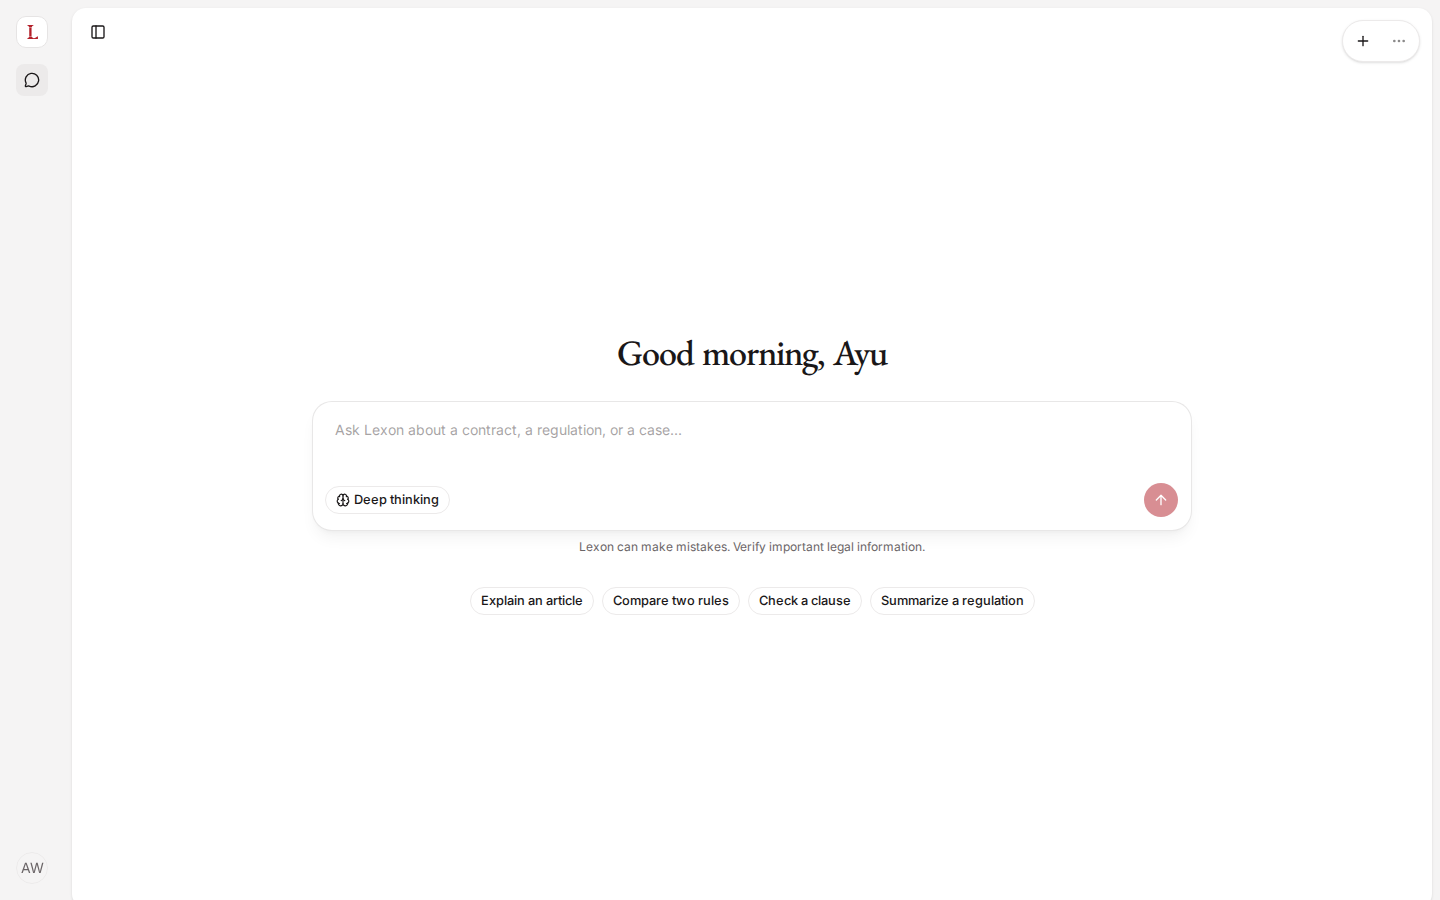 L
Good morning, Ayu
Ask Lexon about a contract, a regulation, or a case...
Deep thinking
Lexon can make mistakes. Verify important legal information.
Explain an article
Compare two rules
Check a clause
Summarize a regulation
AW